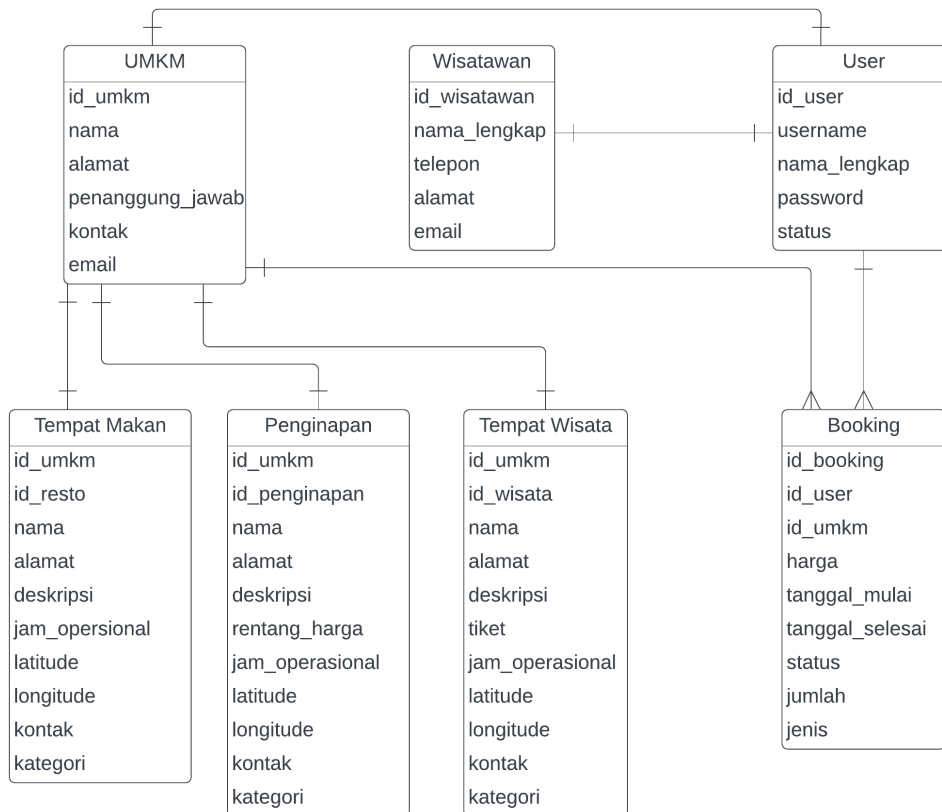 UMKM
id_umkm
nama
alamat
penanggung_jawab
kontak
email
Wisatawan
id_wisatawan
nama_lengkap
telepon
alamat
email
User
id_user
username
nama_lengkap
password
status
Tempat Makan
id_umkm
id_resto
nama
alamat
deskripsi
jam_opersional
latitude
longitude
kontak
kategori
Penginapan
id_umkm
id_penginapan
nama
alamat
deskripsi
rentang_harga
jam_operasional
latitude
longitude
kontak
kategori
Tempat Wisata
id_umkm
id_wisata
nama
alamat
deskripsi
tiket
jam_operasional
latitude
longitude
kontak
kategori
Booking
id_booking
id_user
id_umkm
harga
tanggal_mulai
tanggal_selesai
status
jumlah
jenis